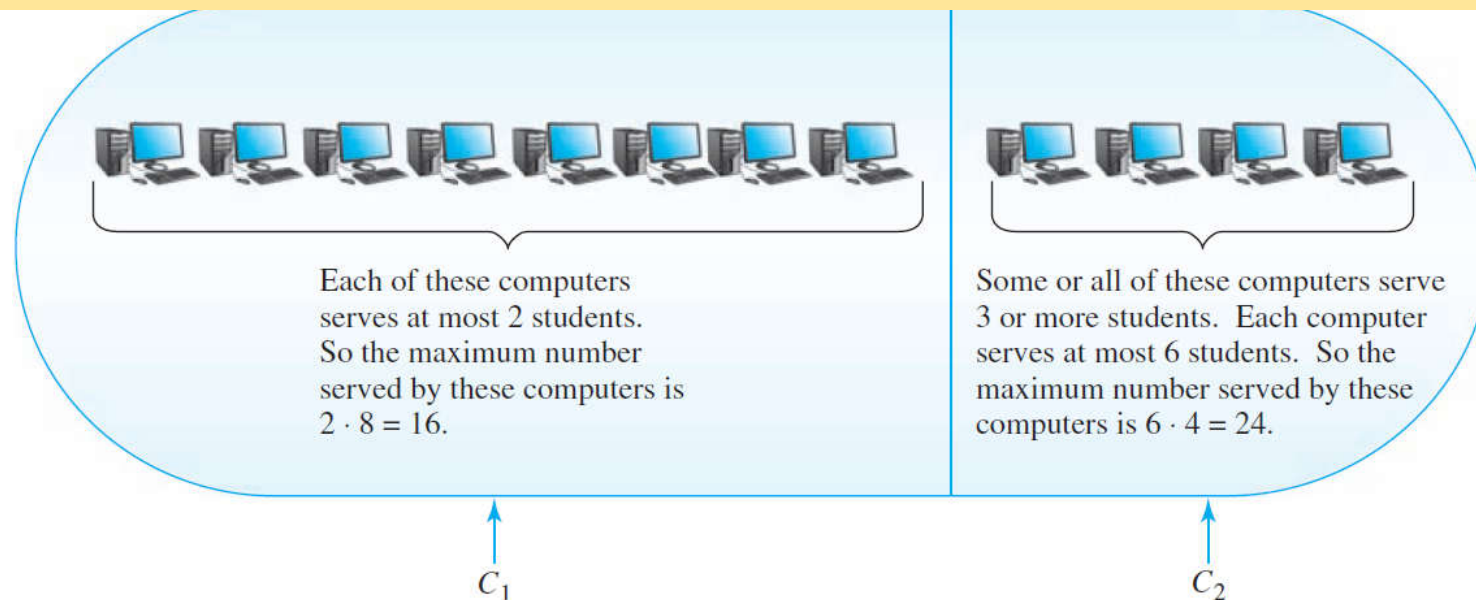 Each of these computers
serves at most 2 students.
So the maximum number
served by these computers is
2 · 8 = 16.
Some or all of these computers serve
3 or more students. Each computer
serves at most 6 students. So the
maximum number served by these
computers is 6 · 4 = 24.
C₁
C₂